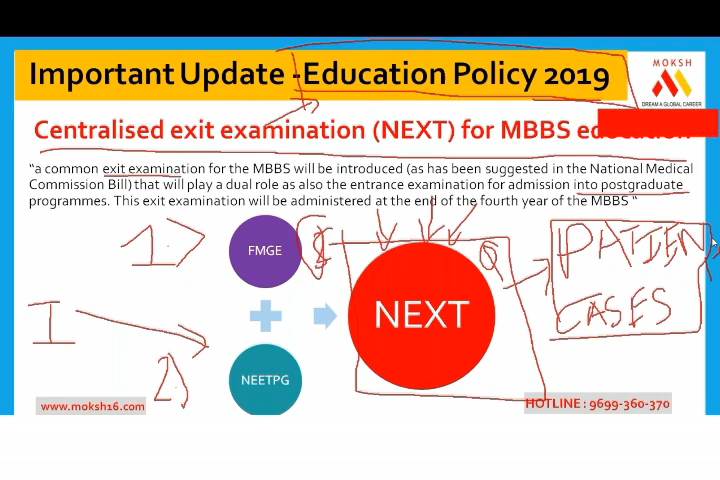 Important Update -Education Policy 2019
MOKSH
DREAM A GLOBAL CAREER
Centralised exit examination (NEXT) for MBBS education
“a common exit examination for the MBBS will be introduced (as has been suggested in the National Medical
Commission Bill) that will play a dual role as also the entrance examination for admission into postgraduate
programmes. This exit examination will be administered at the end of the fourth year of the MBBS “
1)
FMGE
Q
PATIEN
NEXT
CASES
I
2)
NEETPG
www.moksh16.com
HOTLINE : 9699-360-370